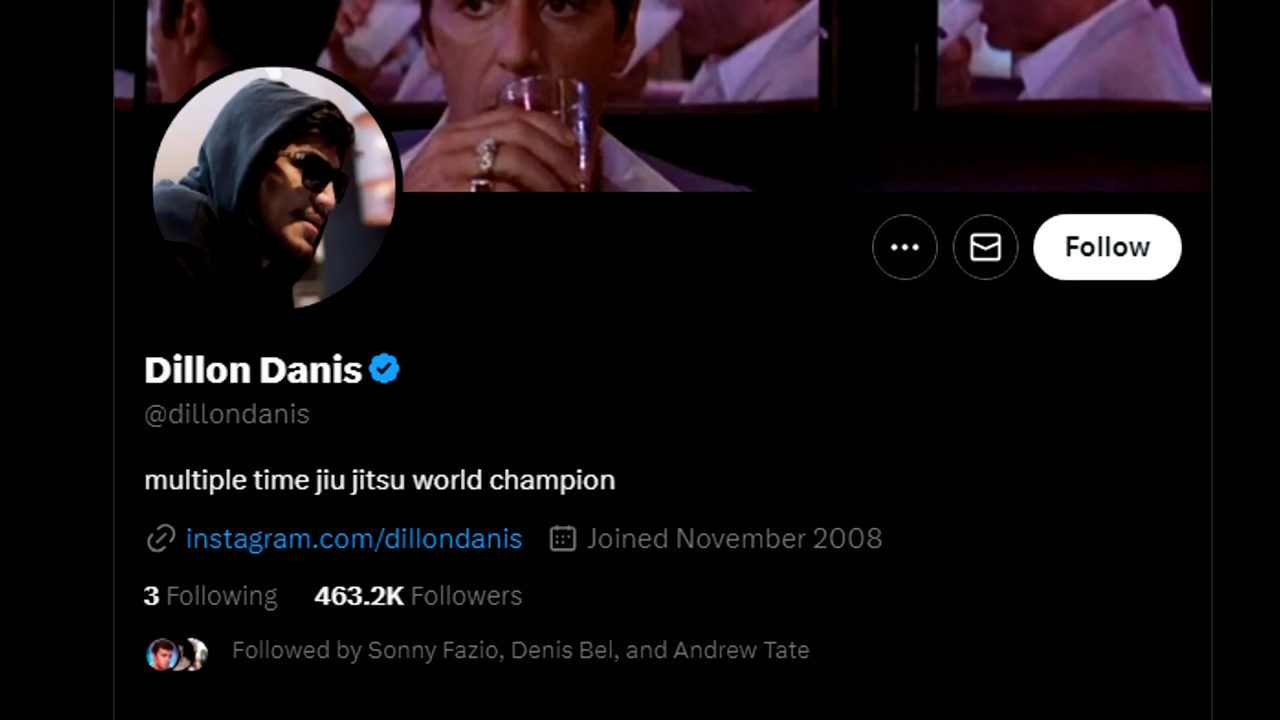 Follow
Dillon Danis
@dillondanis
multiple time jiu jitsu world champion
instagram.com/dillondanis Joined November 2008
3 Following 463.2K Followers
Followed by Sonny Fazio, Denis Bel, and Andrew Tate